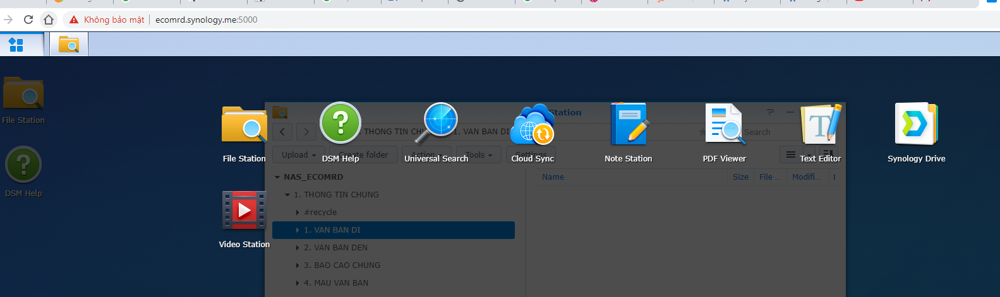 Không bảo mật
ecomrd.synology.me:5000
File Station
DSM Help
Station
THONG TIN CHU
1. VAN BAN DI
Search
Upload
Create folder
Action
Tools
Settings
File Station
DSM Help
Universal Search
Cloud Sync
Note Station
PDF Viewer
Text Editor
Synology Drive
NAS_ECOMRD
Name
Size
File ...
Modifi...
1. THONG TIN CHUNG
#recycle
1. VAN BAN DI
2. VAN BAN DEN
3. BAO CAO CHUNG
4. MAU VAN BAN
Video Station